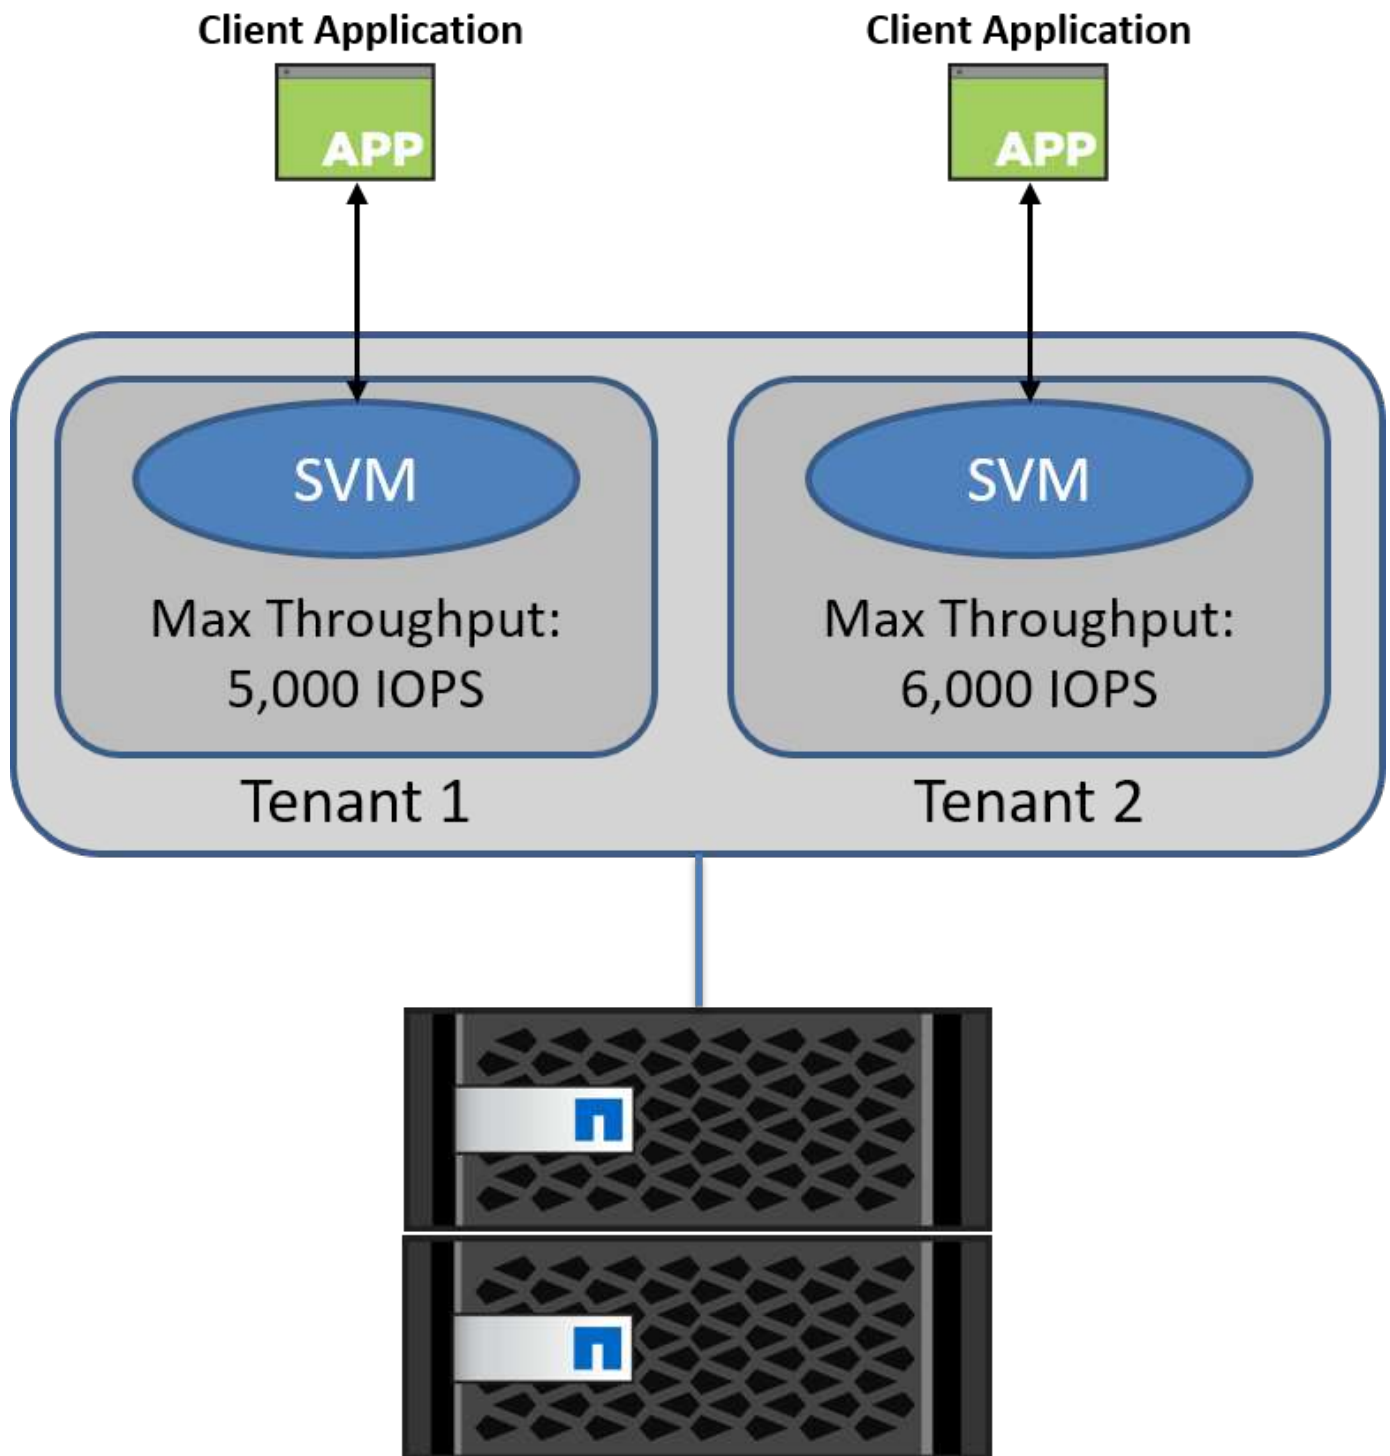 Client Application
Client Application
APP
APP
SVM
Max Throughput:
5,000 IOPS
Tenant 1
SVM
Max Throughput:
6,000 IOPS
Tenant 2